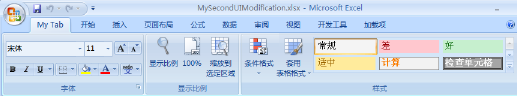 MySecondUIModification.xlsx - Microsoft Excel
My Tab 开始 插入 页面布局 公式 数据 审阅 视图 开发工具 加载项
宋体 11 A A 常规 差 好
B I U A 显示比例 100% 缩放到选定区域 条件格式 套用表格格式 适中 计算 检查单元格
字体 显示比例 样式